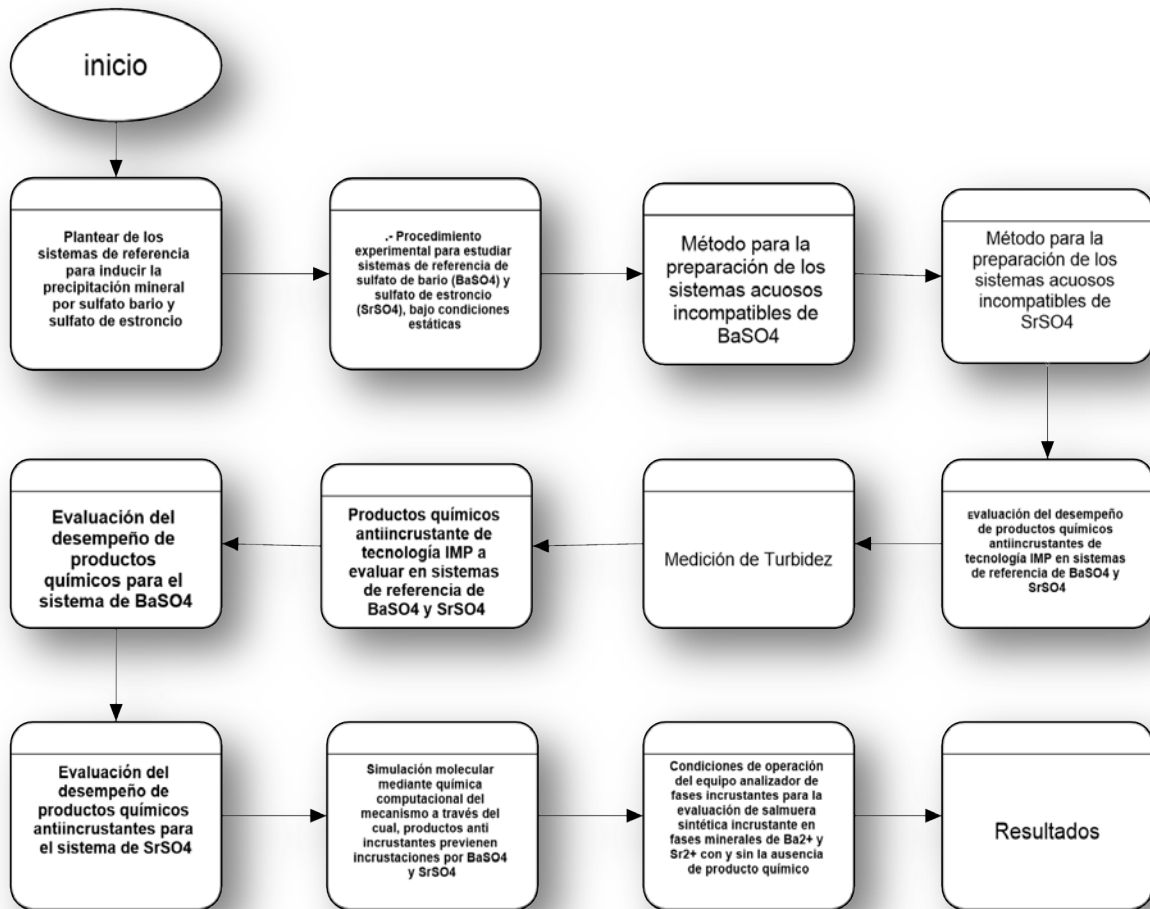 inicio
Plantear de los
sistemas de referencia
para inducir la
precipitación mineral
por sulfato bario y
sulfato de estroncio
.- Procedimiento
experimental para estudiar
sistemas de referencia de
sulfato de bario (BaSO4) y
sulfato de estroncio
(SrSO4), bajo condiciones
estáticas
Método para la
preparación de los
sistemas acuosos
incompatibles de
BaSO4
Método para la
preparación de los
sistemas acuosos
incompatibles de
SrSO4
Evaluación del desempeño
de productos químicos
antiincrustantes de
tecnología IMP en sistemas
de referencia de BaSO4 y
SrSO4
Medición de Turbidez
Productos químicos
antiincrustante de
tecnología IMP a
evaluar en sistemas
de referencia de
BaSO4 y SrSO4
Evaluación del
desempeño de
productos
químicos para el
sistema de BaSO4
Evaluación del
desempeño de
productos químicos
antiincrustantes para
el sistema de SrSO4
Simulación molecular
mediante química
computacional del
mecanismo a través del
cual, productos anti
incrustantes previenen
incrustaciones por BaSO4
y SrSO4
Condiciones de operación
del equipo analizador de
fases incrustantes para la
evaluación de salmuera
sintética incrustante en
fases minerales de Ba2+ y
Sr2+ con y sin la ausencia
de producto químico
Resultados